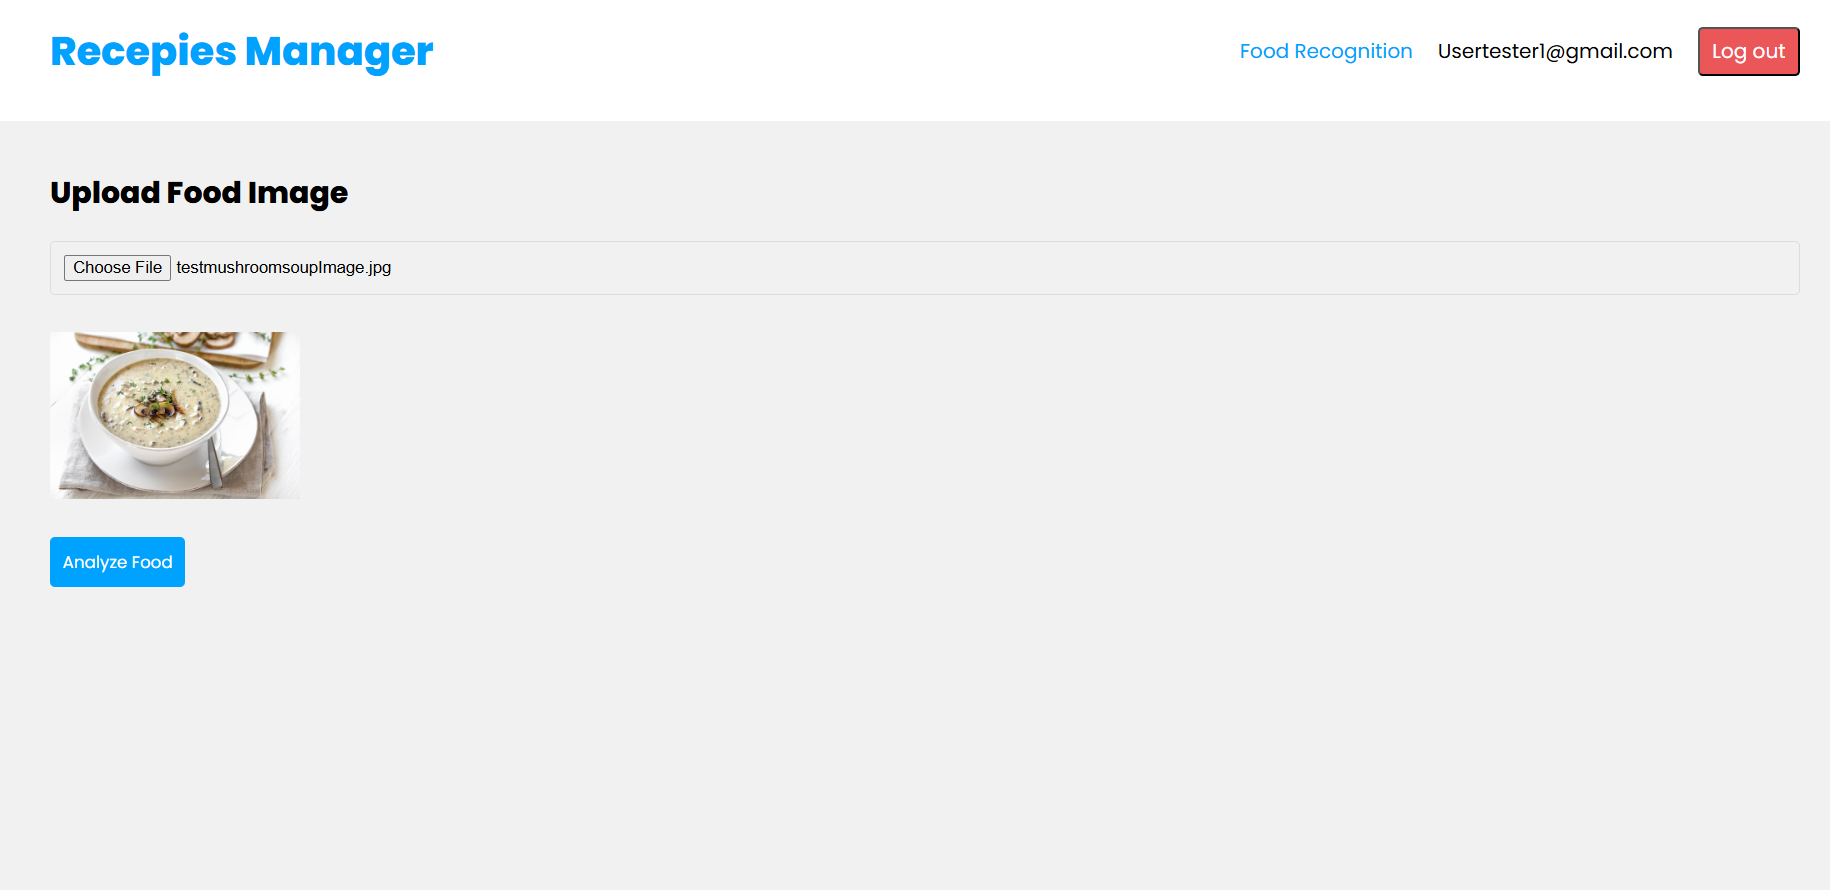 Recepies Manager
Food Recognition
Usertester1@gmail.com
Log out
Upload Food Image
Choose File testmushroomsoupImage.jpg
Analyze Food